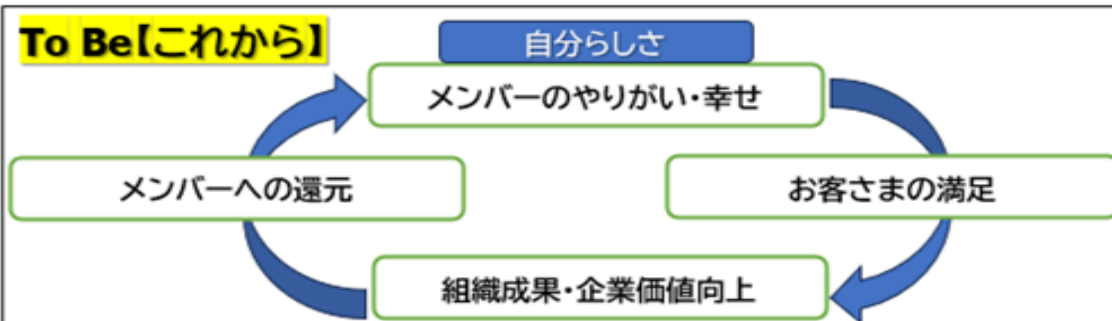 To Be【これから】
自分らしさ
メンバーのやりがい・幸せ
メンバーへの還元
お客さまの満足
組織成果・企業価値向上